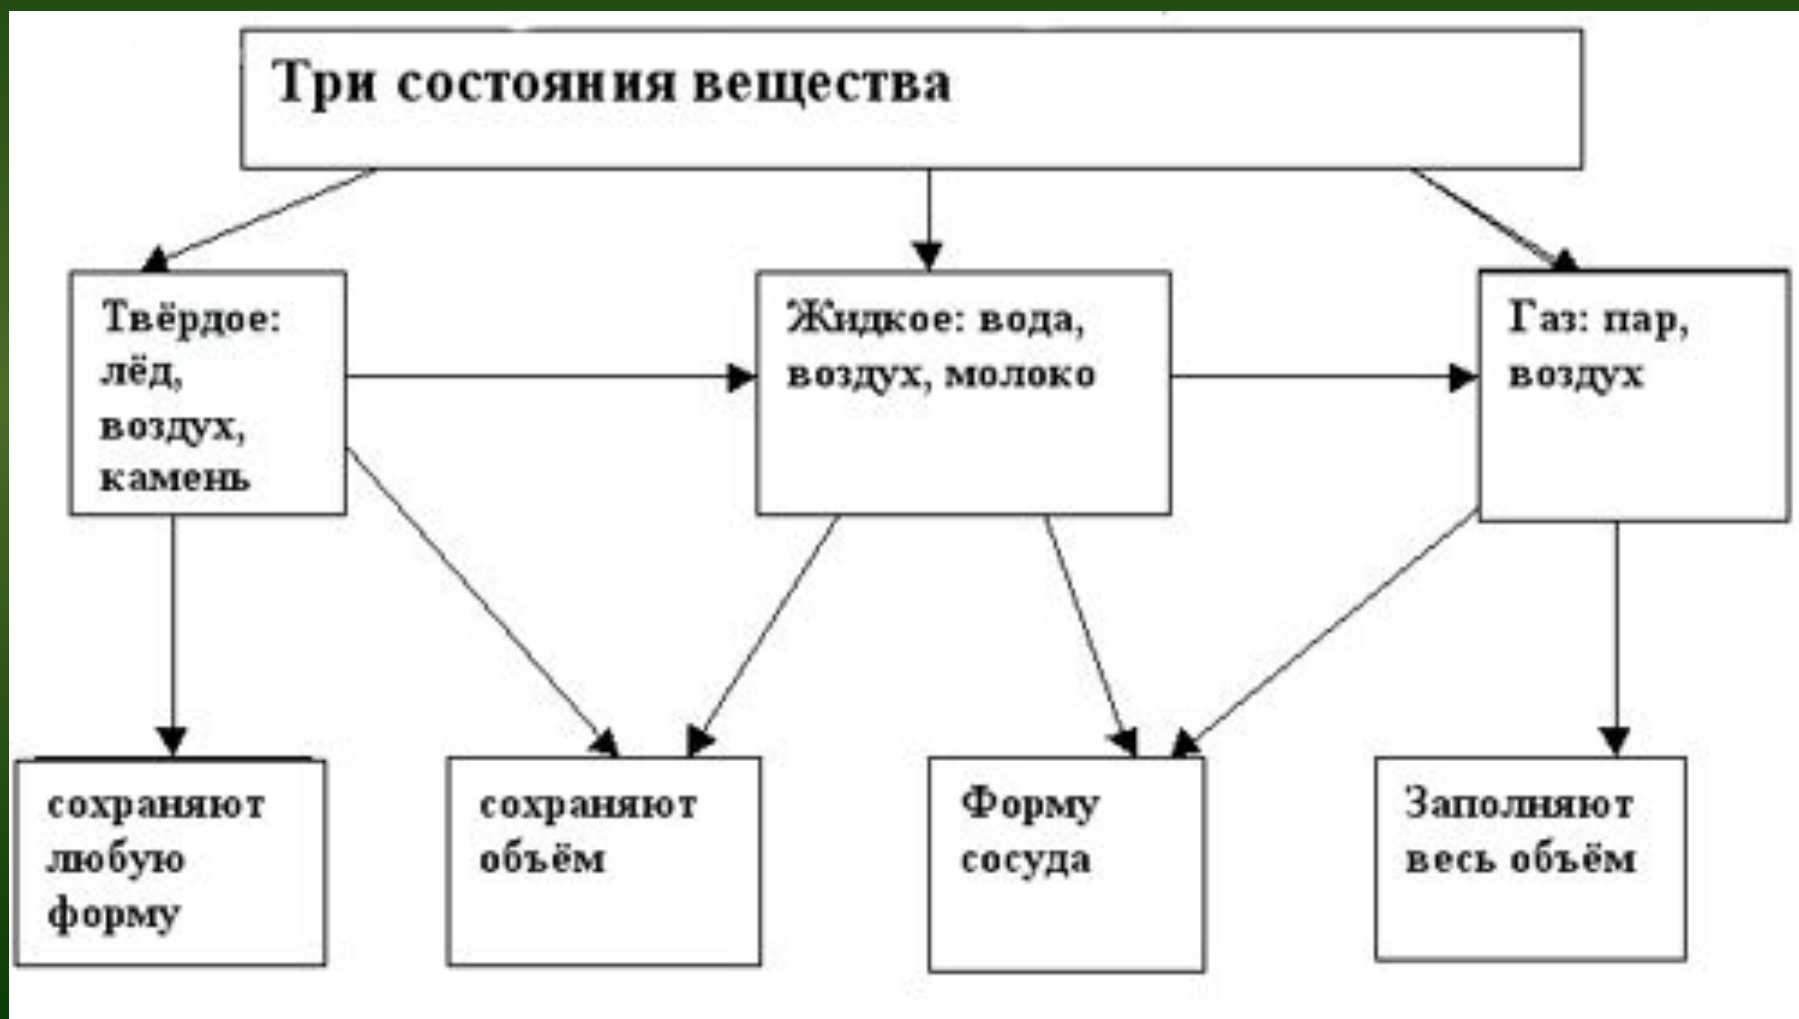 Три состояния вещества
Твёрдое:
лёд,
воздух,
камень
Жидкое: вода,
воздух, молоко
Газ: пар,
воздух
сохраняют
любую
форму
сохраняют
объём
Форму
сосуда
Заполняют
весь объём